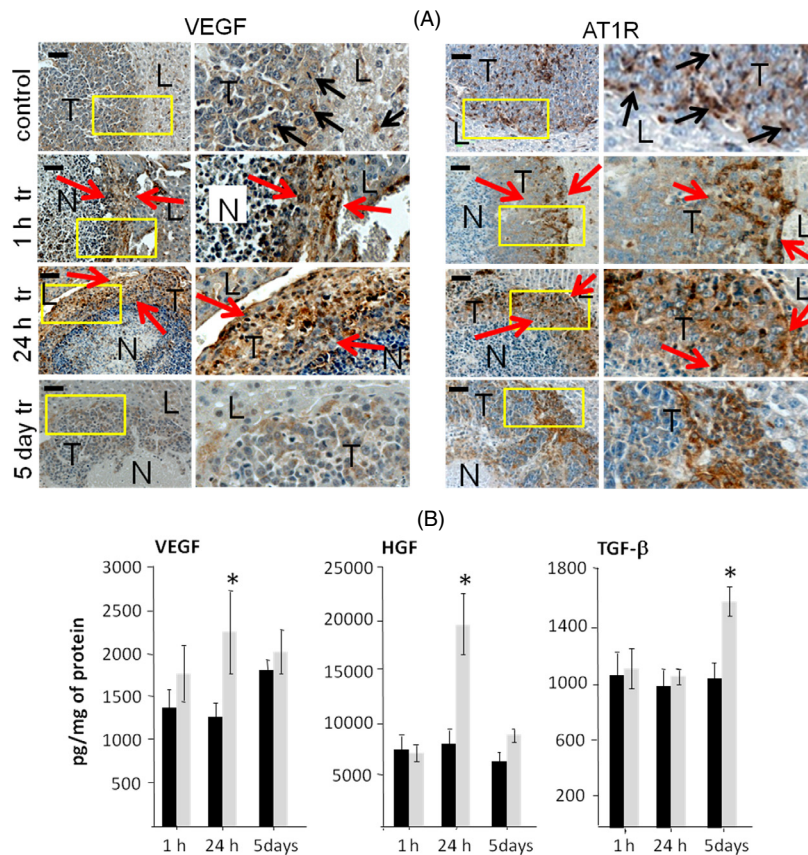 (A)
VEGF
AT1R
control
T
L
T
L
T
L
T
L
1 h tr
N
L
N
L
N
T
T
L
24 h tr
L
T
N
L
T
N
T
N
L
T
5 day tr
T
L
N
L
T
T
T
(B)
VEGF
HGF
TGF-β
pg/mg of protein
3000
2500
2000
1500
1000
500
*
1 h
24 h
5days
25000
20000
15000
10000
5000
*
1 h
24 h
5 days
1800
1400
1000
600
200
*
1 h
24 h
5days